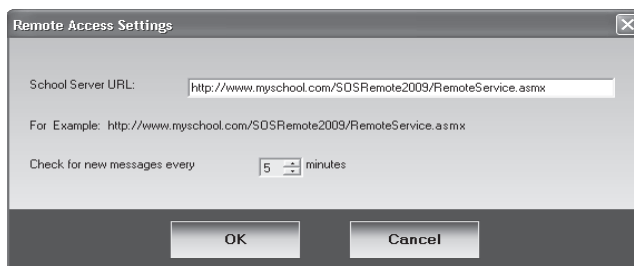 Remote Access Settings
School Server URL: http://www.myschool.com/SOSRemote2009/RemoteService.asmx
For Example: http://www.myschool.com/SOSRemote2009/RemoteService.asmx
Check for new messages every 5 minutes
OK Cancel